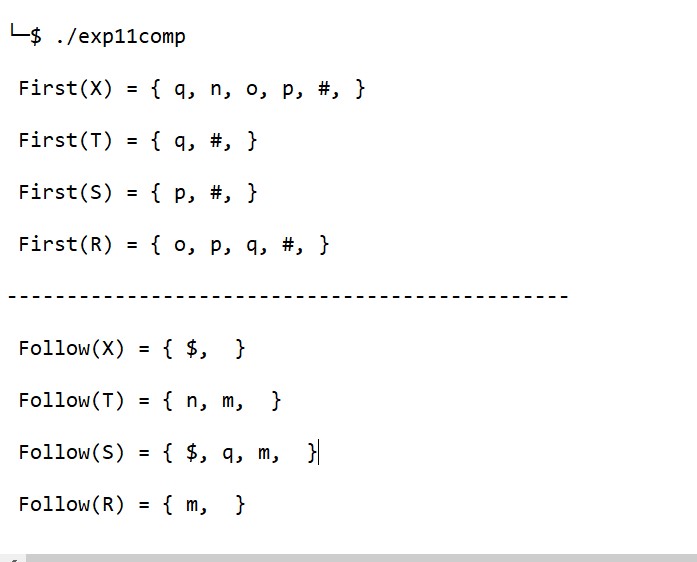 └─$ ./exp11comp
First(X) = { q, n, o, p, #, }
First(T) = { q, #, }
First(S) = { p, #, }
First(R) = { o, p, q, #, }
-----------------------------------------------
Follow(X) = { $,  }
Follow(T) = { n, m,  }
Follow(S) = { $, q, m,  }
Follow(R) = { m,  }